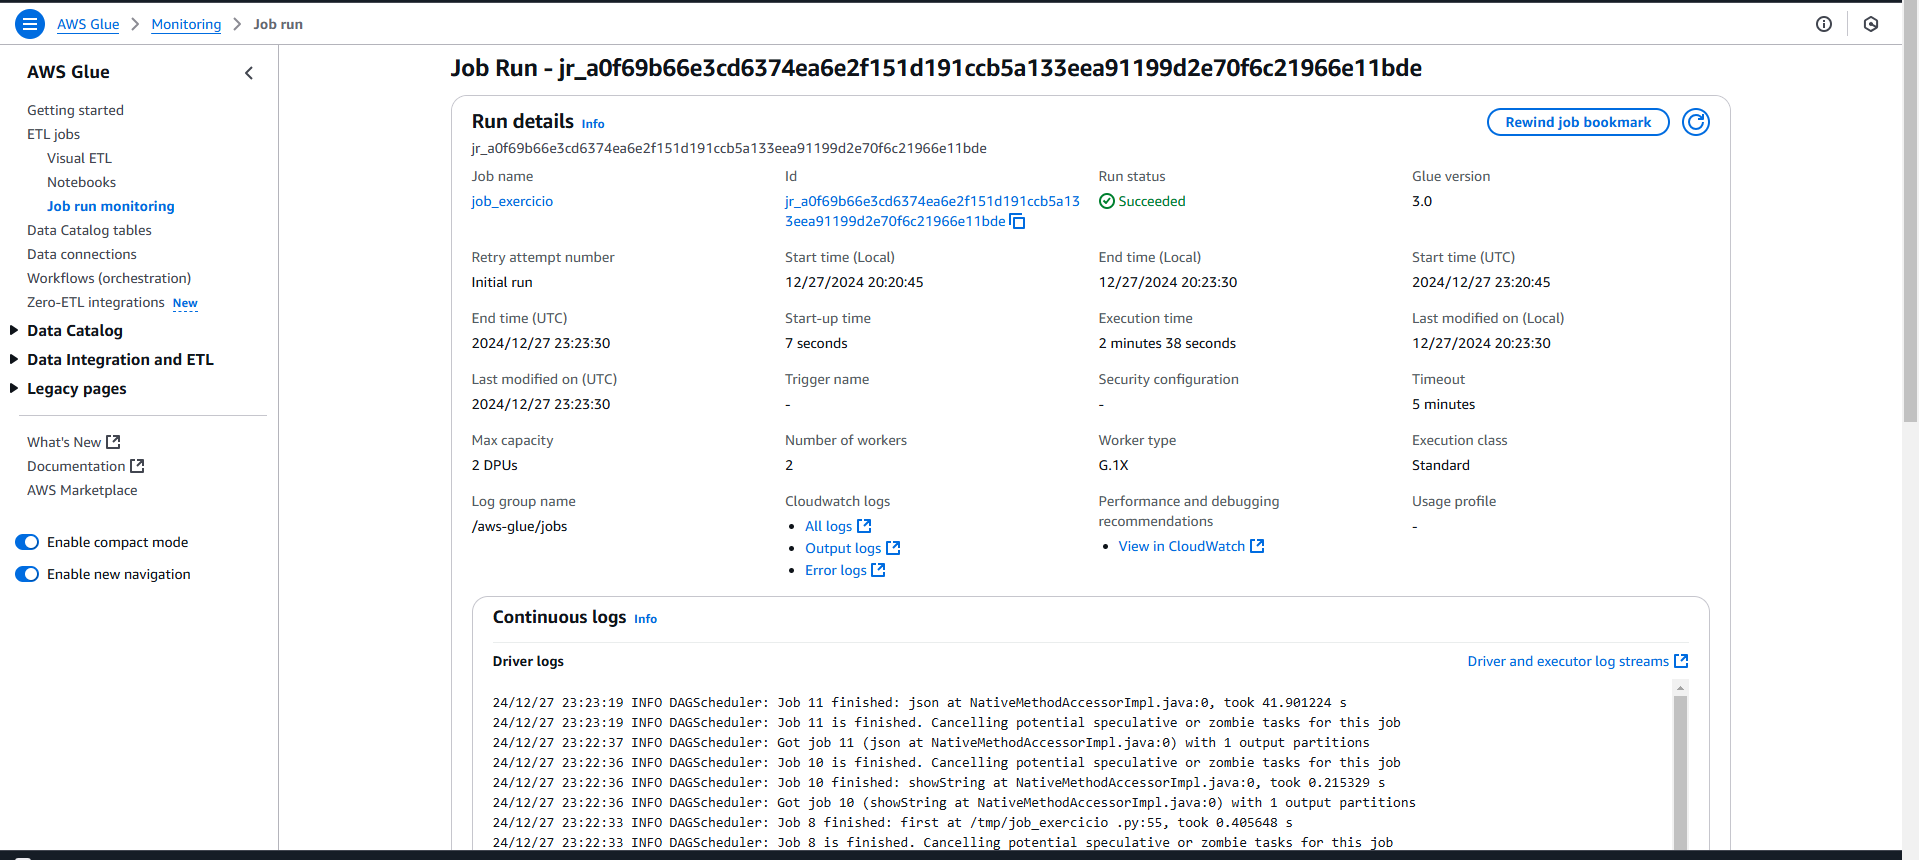 AWS Glue > Monitoring > Job run
AWS Glue
Getting started
ETL jobs
Visual ETL
Notebooks
Job run monitoring
Data Catalog tables
Data connections
Workflows (orchestration)
Zero-ETL integrations New
Data Catalog
Data Integration and ETL
Legacy pages
What's New
Documentation
AWS Marketplace
Enable compact mode
Enable new navigation
Job Run - jr_a0f69b66e3cd6374ea6e2f151d191ccb5a133eea91199d2e70f6c21966e11bde
Run details Info
Rewind job bookmark
jr_a0f69b66e3cd6374ea6e2f151d191ccb5a133eea91199d2e70f6c21966e11bde
Job name
job_exercicio
Id
jr_a0f69b66e3cd6374ea6e2f151d191ccb5a13
3eea91199d2e70f6c21966e11bde
Run status
Succeeded
Glue version
3.0
Retry attempt number
Initial run
Start time (Local)
12/27/2024 20:20:45
End time (Local)
12/27/2024 20:23:30
Start time (UTC)
2024/12/27 23:20:45
End time (UTC)
2024/12/27 23:23:30
Start-up time
7 seconds
Execution time
2 minutes 38 seconds
Last modified on (Local)
12/27/2024 20:23:30
Last modified on (UTC)
2024/12/27 23:23:30
Trigger name
-
Security configuration
-
Timeout
5 minutes
Max capacity
2 DPUs
Number of workers
2
Worker type
G.1X
Execution class
Standard
Log group name
/aws-glue/jobs
Cloudwatch logs
• All logs
• Output logs
• Error logs
Performance and debugging
recommendations
• View in CloudWatch
Usage profile
-
Continuous logs Info
Driver logs
Driver and executor log streams
24/12/27 23:23:19 INFO DAGScheduler: Job 11 finished: json at NativeMethodAccessorImpl.java:0, took 41.901224 s
24/12/27 23:23:19 INFO DAGScheduler: Job 11 is finished. Cancelling potential speculative or zombie tasks for this job
24/12/27 23:22:37 INFO DAGScheduler: Got job 11 (json at NativeMethodAccessorImpl.java:0) with 1 output partitions
24/12/27 23:22:36 INFO DAGScheduler: Job 10 is finished. Cancelling potential speculative or zombie tasks for this job
24/12/27 23:22:36 INFO DAGScheduler: Job 10 finished: showString at NativeMethodAccessorImpl.java:0, took 0.215329 s
24/12/27 23:22:36 INFO DAGScheduler: Got job 10 (showString at NativeMethodAccessorImpl.java:0) with 1 output partitions
24/12/27 23:22:33 INFO DAGScheduler: Job 8 finished: first at /tmp/job_exercicio .py:55, took 0.405648 s
24/12/27 23:22:33 INFO DAGScheduler: Job 8 is finished. Cancelling potential speculative or zombie tasks for this job